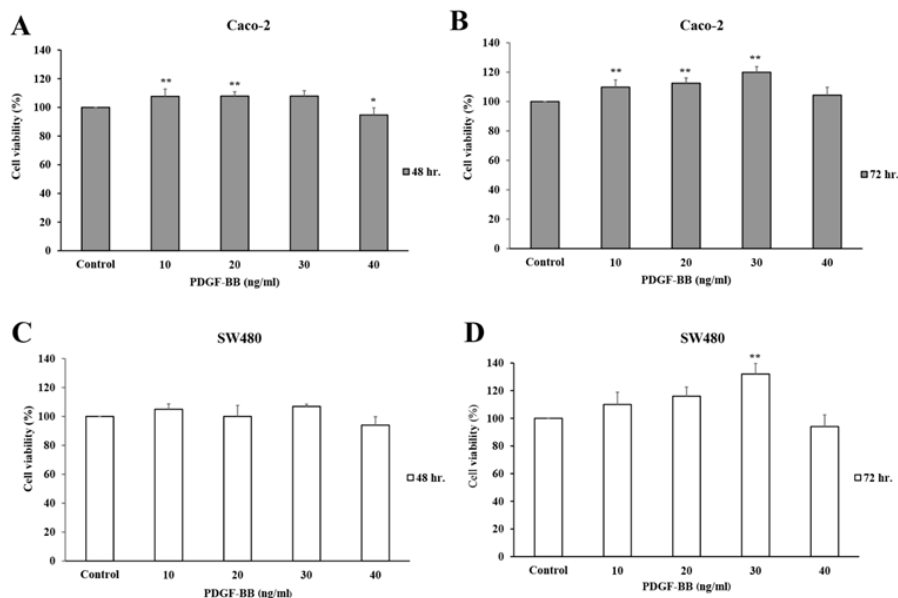 A
Caco-2
140
120
100
80
60
40
20
0
Cell viability (%)
**
**
*
48 hr.
Control 10 20 30 40
PDGF-BB (ng/ml)
B
Caco-2
140
120
100
80
60
40
20
0
Cell viability (%)
**
**
**
72 hr.
Control 10 20 30 40
PDGF-BB (ng/ml)
C
SW480
140
120
100
80
60
40
20
0
Cell viability (%)
48 hr.
Control 10 20 30 40
PDGF-BB (ng/ml)
D
SW480
140
120
100
80
60
40
20
0
Cell viability (%)
**
72 hr.
Control 10 20 30 40
PDGF-BB (ng/ml)